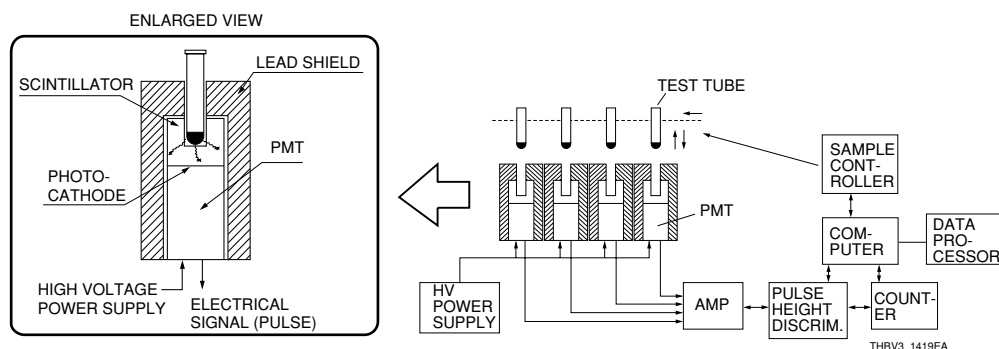 ENLARGED VIEW
LEAD SHIELD
SCINTILLATOR
PMT
PHOTO-
CATHODE
HIGH VOLTAGE
POWER SUPPLY
ELECTRICAL
SIGNAL (PULSE)
TEST TUBE
SAMPLE
CONT-
ROLLER
PMT
COM-
PUTER
DATA
PRO-
CESSOR
HV
POWER
SUPPLY
AMP
PULSE
HEIGHT
DISCRIM.
COUNT-
ER
THBV3_1419EA